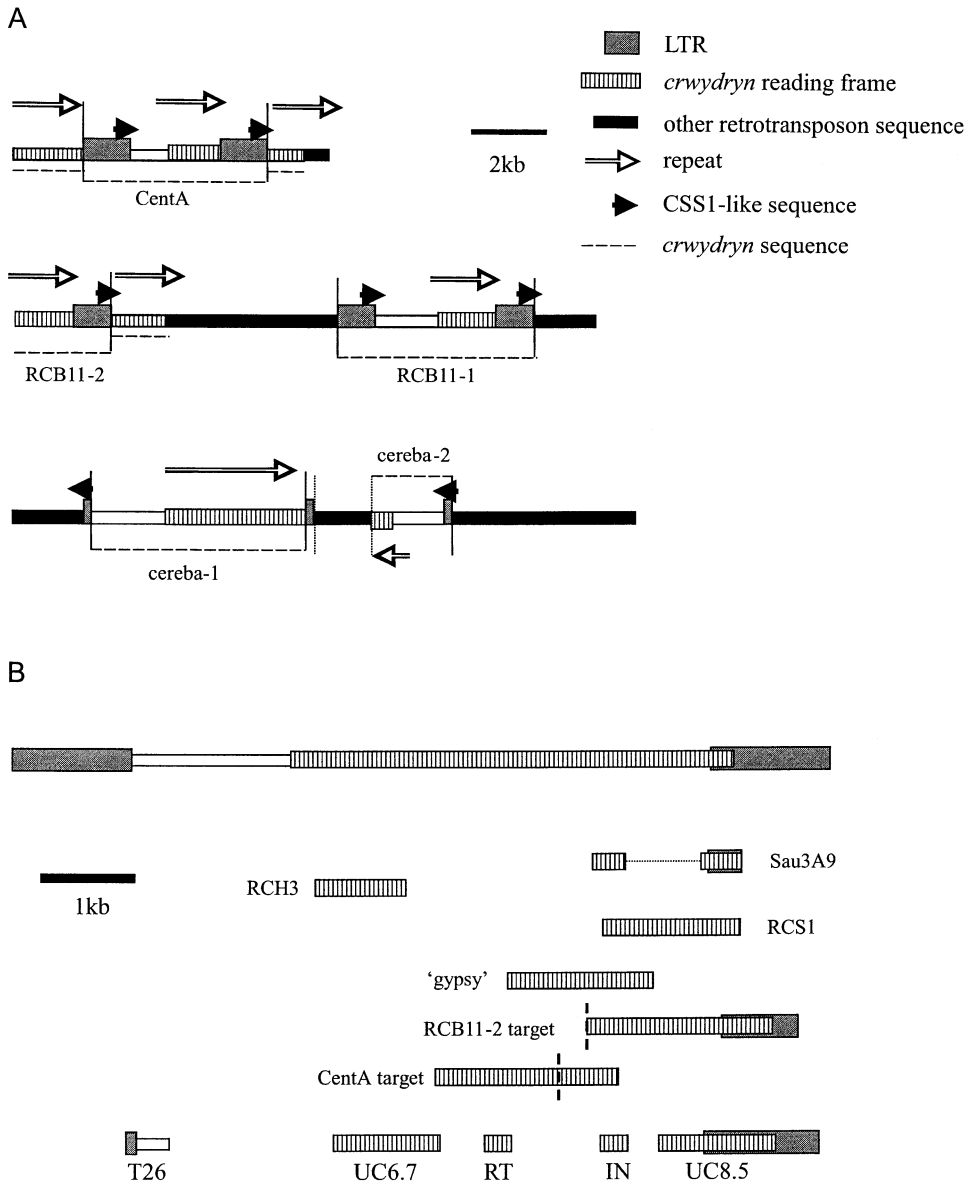 A
LTR
crwydryn reading frame
other retrotransposon sequence
2kb
repeat
CSS1-like sequence
crwydryn sequence
CentA
RCB11-2
RCB11-1
cereba-2
cereba-1
B
Sau3A9
1kb
RCH3
RCS1
'gypsy'
RCB11-2 target
CentA target
T26
UC6.7
RT
IN
UC8.5